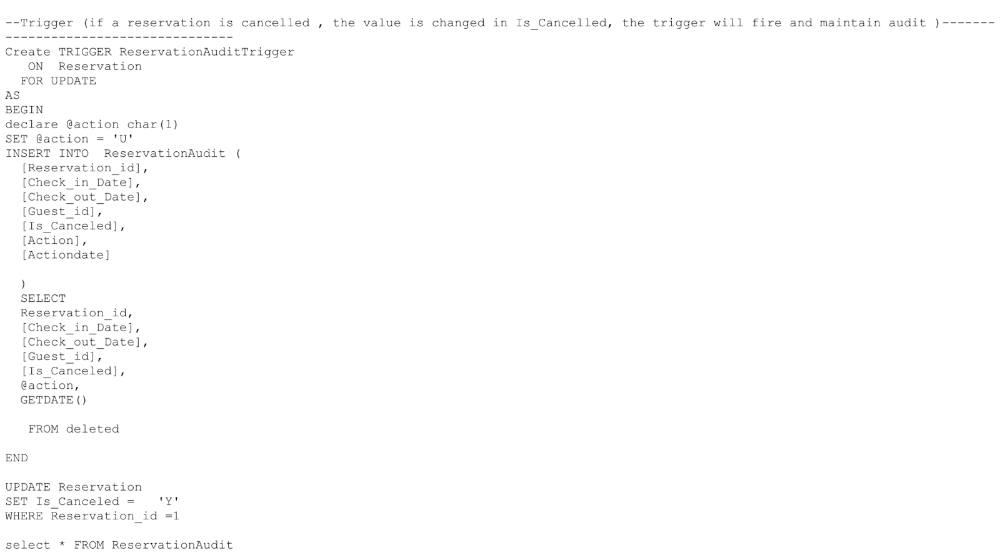 --Trigger (if a reservation is cancelled , the value is changed in Is_Cancelled, the trigger will fire and maintain audit )-------
------------------------------
Create TRIGGER ReservationAuditTrigger
ON  Reservation
FOR UPDATE
AS
BEGIN
declare @action char(1)
SET @action = 'U'
INSERT INTO  ReservationAudit (
[Reservation_id],
[Check_in_Date],
[Check_out_Date],
[Guest_id],
[Is_Canceled],
[Action],
[Actiondate]
)
SELECT
Reservation_id,
[Check_in_Date],
[Check_out_Date],
[Guest_id],
[Is_Canceled],
@action,
GETDATE()
FROM deleted
END
UPDATE Reservation
SET Is_Canceled =   'Y'
WHERE Reservation_id =1
select * FROM ReservationAudit